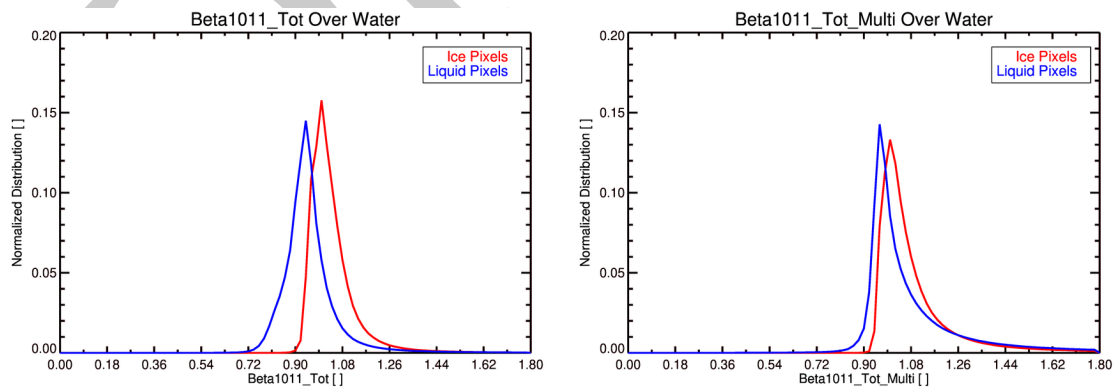 Beta1011_Tot Over Water
0.20
0.15
0.10
0.05
0.00
Normalized Distribution [ ]
Ice Pixels
Liquid Pixels
0.00 0.18 0.36 0.54 0.72 0.90 1.08 1.26 1.44 1.62 1.80
Beta1011_Tot [ ]
Beta1011_Tot_Multi Over Water
0.20
0.15
0.10
0.05
0.00
Normalized Distribution [ ]
Ice Pixels
Liquid Pixels
0.00 0.18 0.36 0.54 0.72 0.90 1.08 1.26 1.44 1.62 1.80
Beta1011_Tot_Multi [ ]